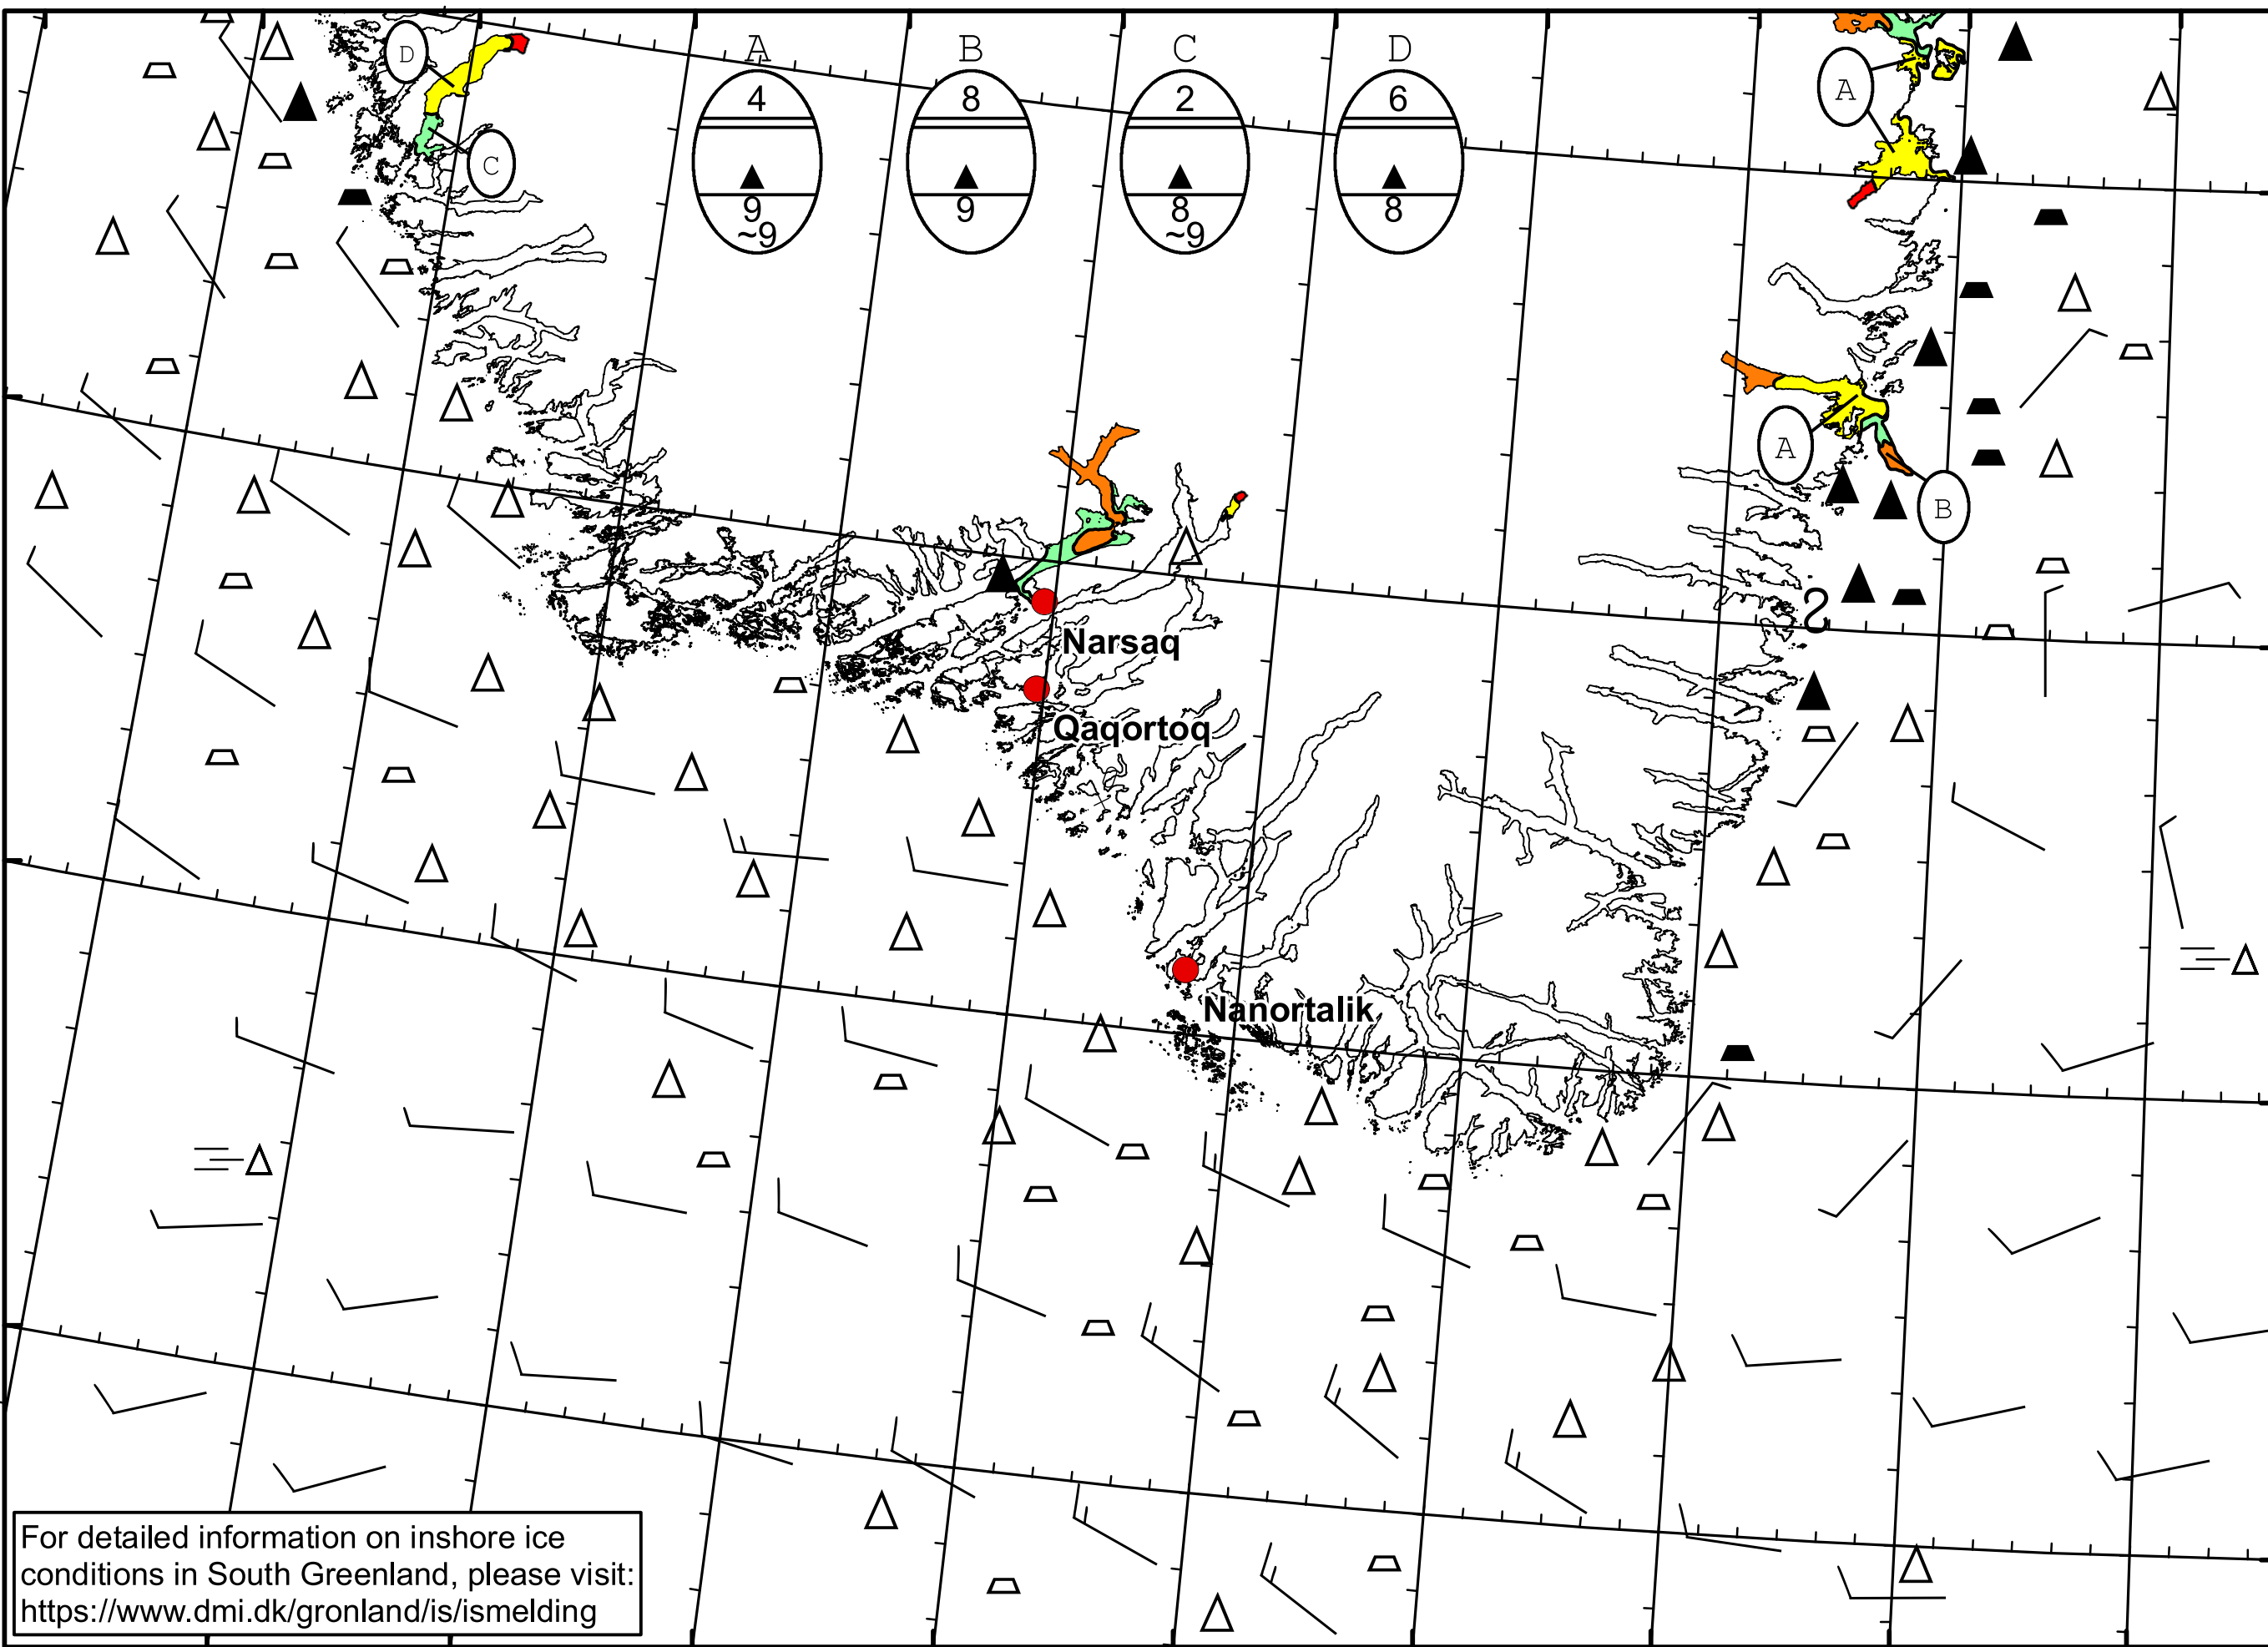 A B C D
4 8 2 6
9 9 8 8
~9 ~9
D
C
A
A
B
Narsaq
Qaqortoq
Nanortalik
For detailed information on inshore ice
conditions in South Greenland, please visit:
https://www.dmi.dk/gronland/is/ismelding